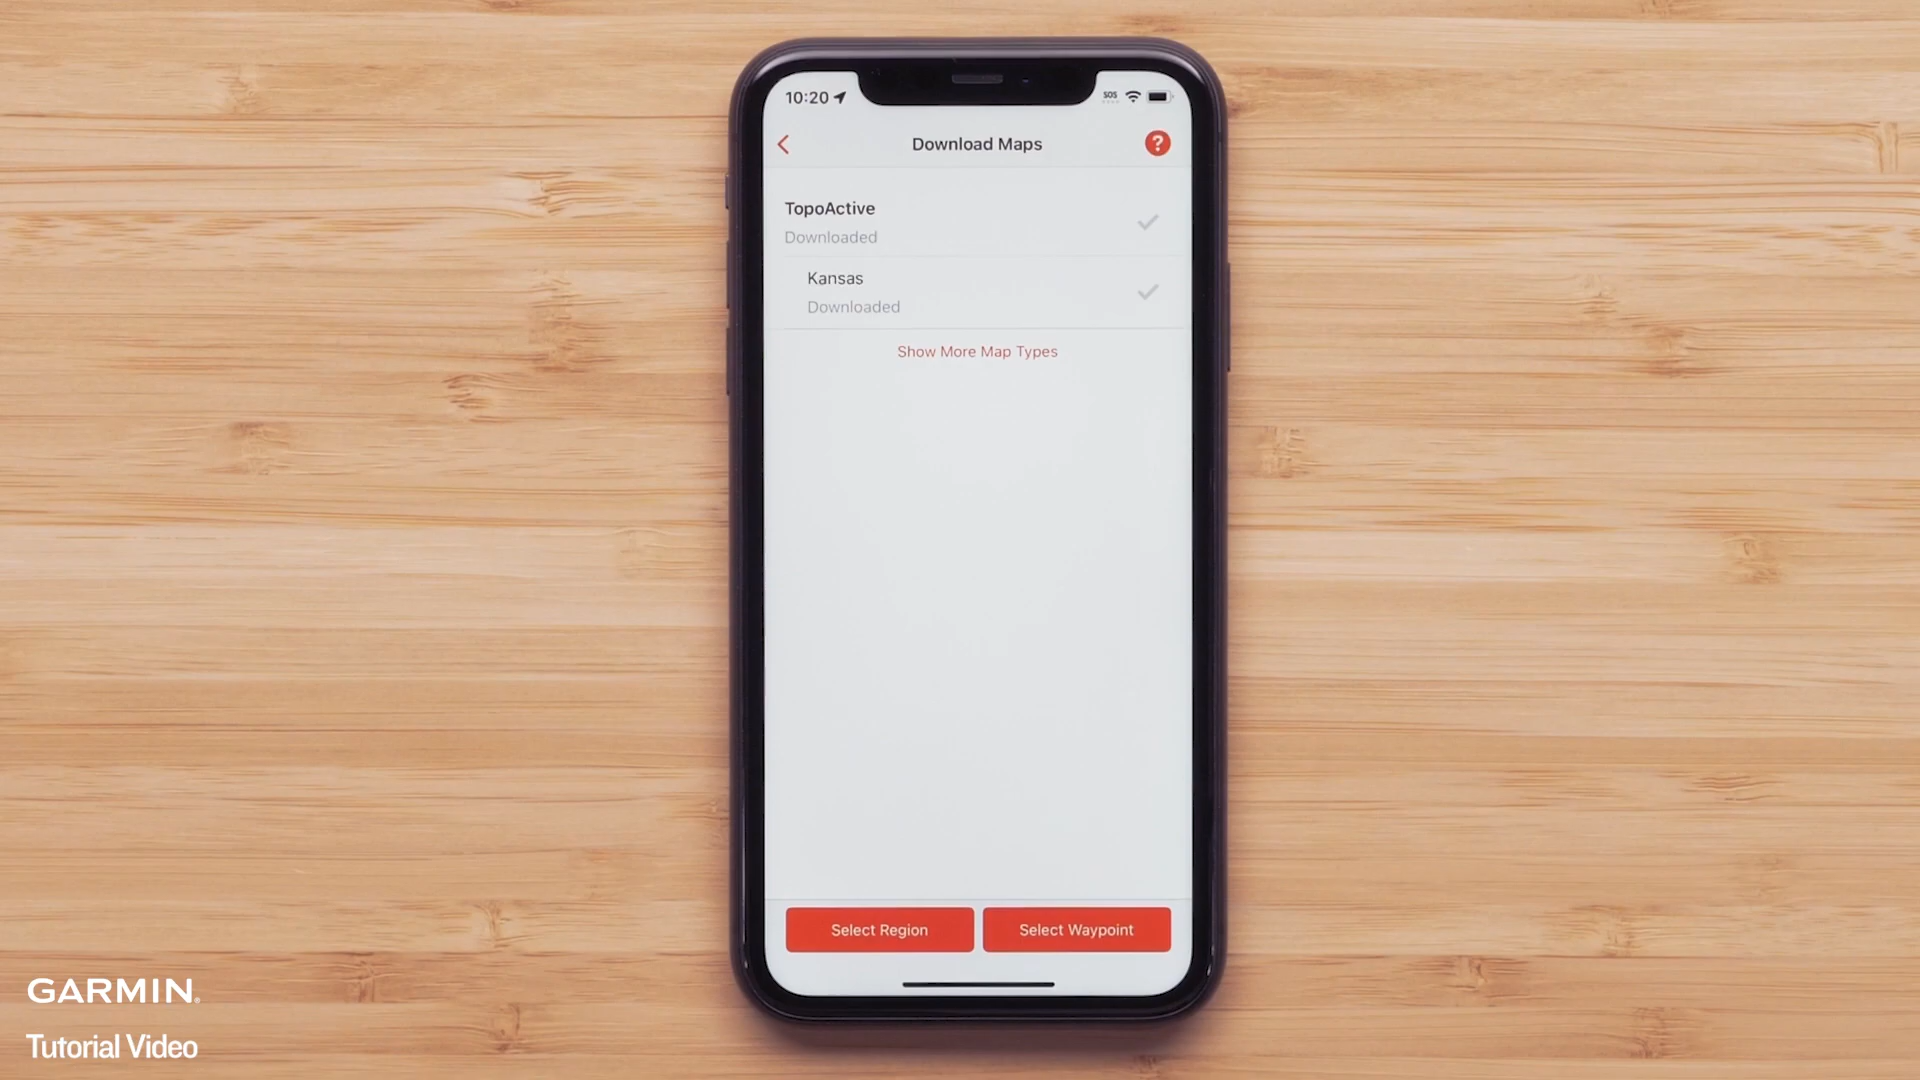 10:20
SOS
Download Maps
?
TopoActive
Downloaded
Kansas
Downloaded
Show More Map Types
Select Region
Select Waypoint
GARMIN.
Tutorial Video